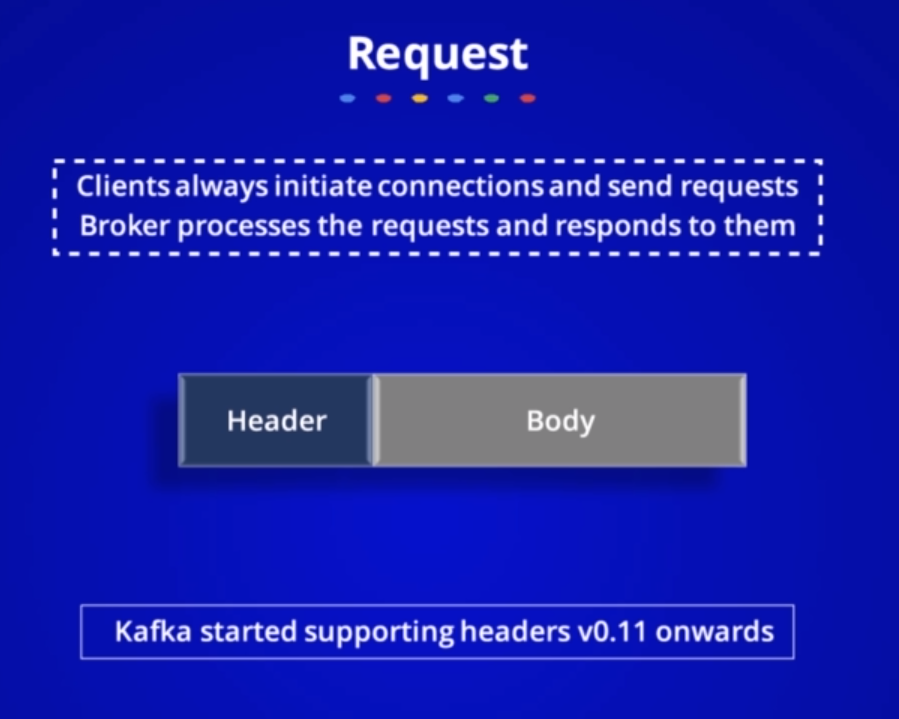 Request
Clients always initiate connections and send requests
Broker processes the requests and responds to them
Header
Body
Kafka started supporting headers v0.11 onwards